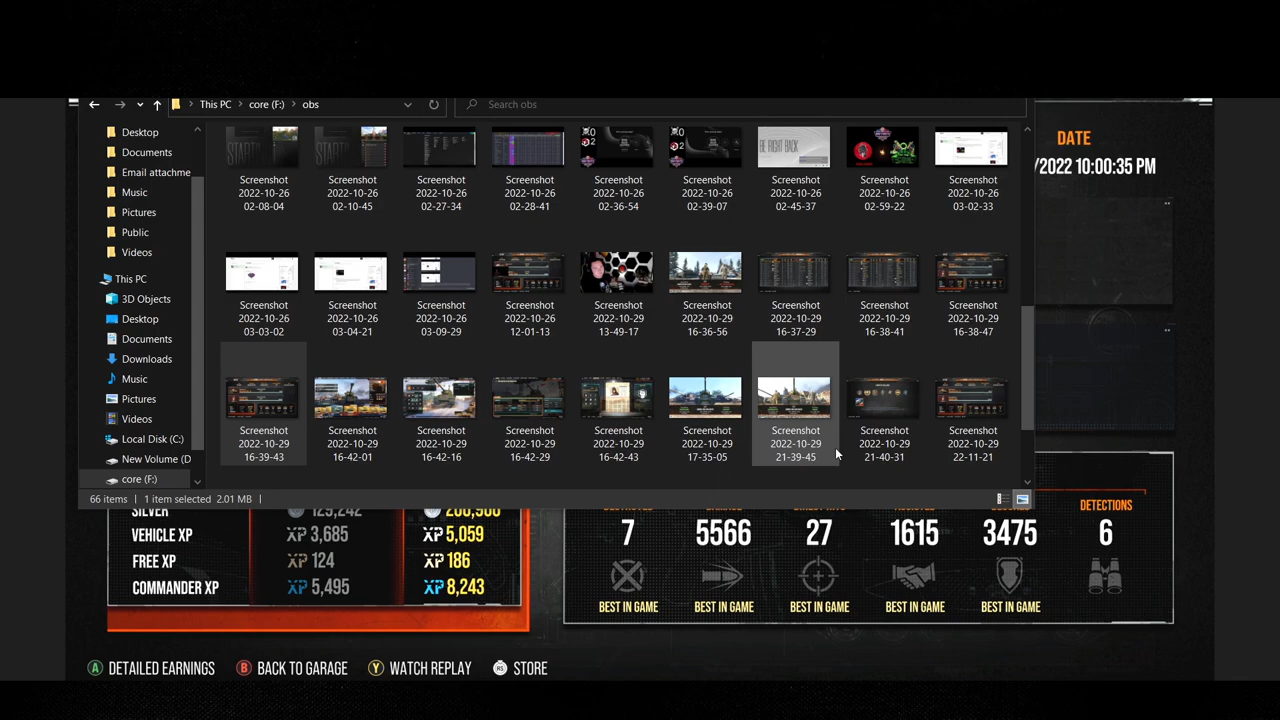 This PC
core (F:)
obs
Search obs
Desktop
Documents
Email attachme
Music
Pictures
Public
Videos
This PC
3D Objects
Desktop
Documents
Downloads
Music
Pictures
Videos
Local Disk (C:)
New Volume (D
core (F:)
Screenshot 2022-10-26 02-08-04
Screenshot 2022-10-26 02-10-45
Screenshot 2022-10-26 02-27-34
Screenshot 2022-10-26 02-28-41
Screenshot 2022-10-26 02-36-54
Screenshot 2022-10-26 02-39-07
BE RIGHT BACK
Screenshot 2022-10-26 02-45-37
Screenshot 2022-10-26 02-59-22
Screenshot 2022-10-26 03-02-33
Screenshot 2022-10-26 03-03-02
Screenshot 2022-10-26 03-04-21
Screenshot 2022-10-26 03-09-29
Screenshot 2022-10-26 12-01-13
Screenshot 2022-10-29 13-49-17
Screenshot 2022-10-29 16-36-56
Screenshot 2022-10-29 16-37-29
Screenshot 2022-10-29 16-38-41
Screenshot 2022-10-29 16-38-47
Screenshot 2022-10-29 16-39-43
Screenshot 2022-10-29 16-42-01
Screenshot 2022-10-29 16-42-16
Screenshot 2022-10-29 16-42-29
Screenshot 2022-10-29 16-42-43
Screenshot 2022-10-29 17-35-05
Screenshot 2022-10-29 21-39-45
Screenshot 2022-10-29 21-40-31
Screenshot 2022-10-29 22-11-21
66 items 1 item selected 2.01 MB
DATE
/2022 10:00:35 PM
SILVER 129,242
VEHICLE XP XP 3,685 XP 5,059
FREE XP XP 124 XP 186
COMMANDER XP XP 5,495 XP 8,243
DETECTIONS
7 5566 27 1615 3475 6
BEST IN GAME BEST IN GAME BEST IN GAME BEST IN GAME BEST IN GAME
A DETAILED EARNINGS B BACK TO GARAGE Y WATCH REPLAY RS STORE